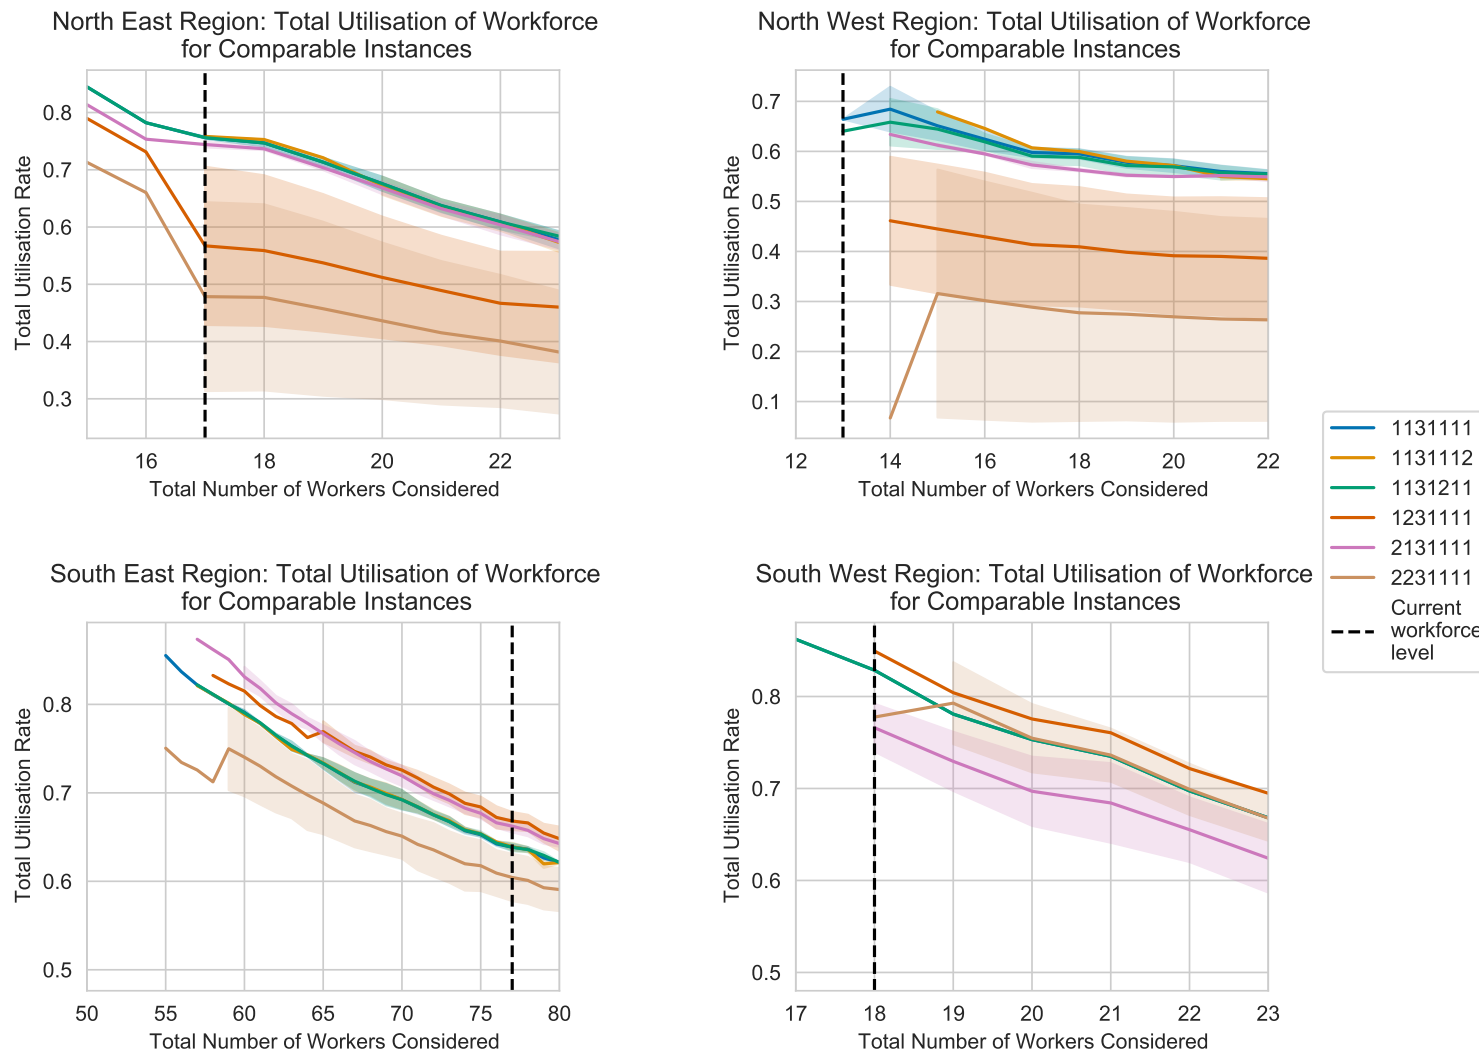 North East Region: Total Utilisation of Workforce
for Comparable Instances
0.8
0.7
0.6
0.5
0.4
0.3
Total Utilisation Rate
16
18
20
22
Total Number of Workers Considered
North West Region: Total Utilisation of Workforce
for Comparable Instances
0.7
0.6
0.5
0.4
0.3
0.2
0.1
Total Utilisation Rate
12
14
16
18
20
22
Total Number of Workers Considered
1131111
1131112
1131211
1231111
2131111
2231111
Current
workforce
level
South East Region: Total Utilisation of Workforce
for Comparable Instances
0.8
0.7
0.6
0.5
Total Utilisation Rate
50
55
60
65
70
75
80
Total Number of Workers Considered
South West Region: Total Utilisation of Workforce
for Comparable Instances
0.8
0.7
0.6
0.5
Total Utilisation Rate
17
18
19
20
21
22
23
Total Number of Workers Considered